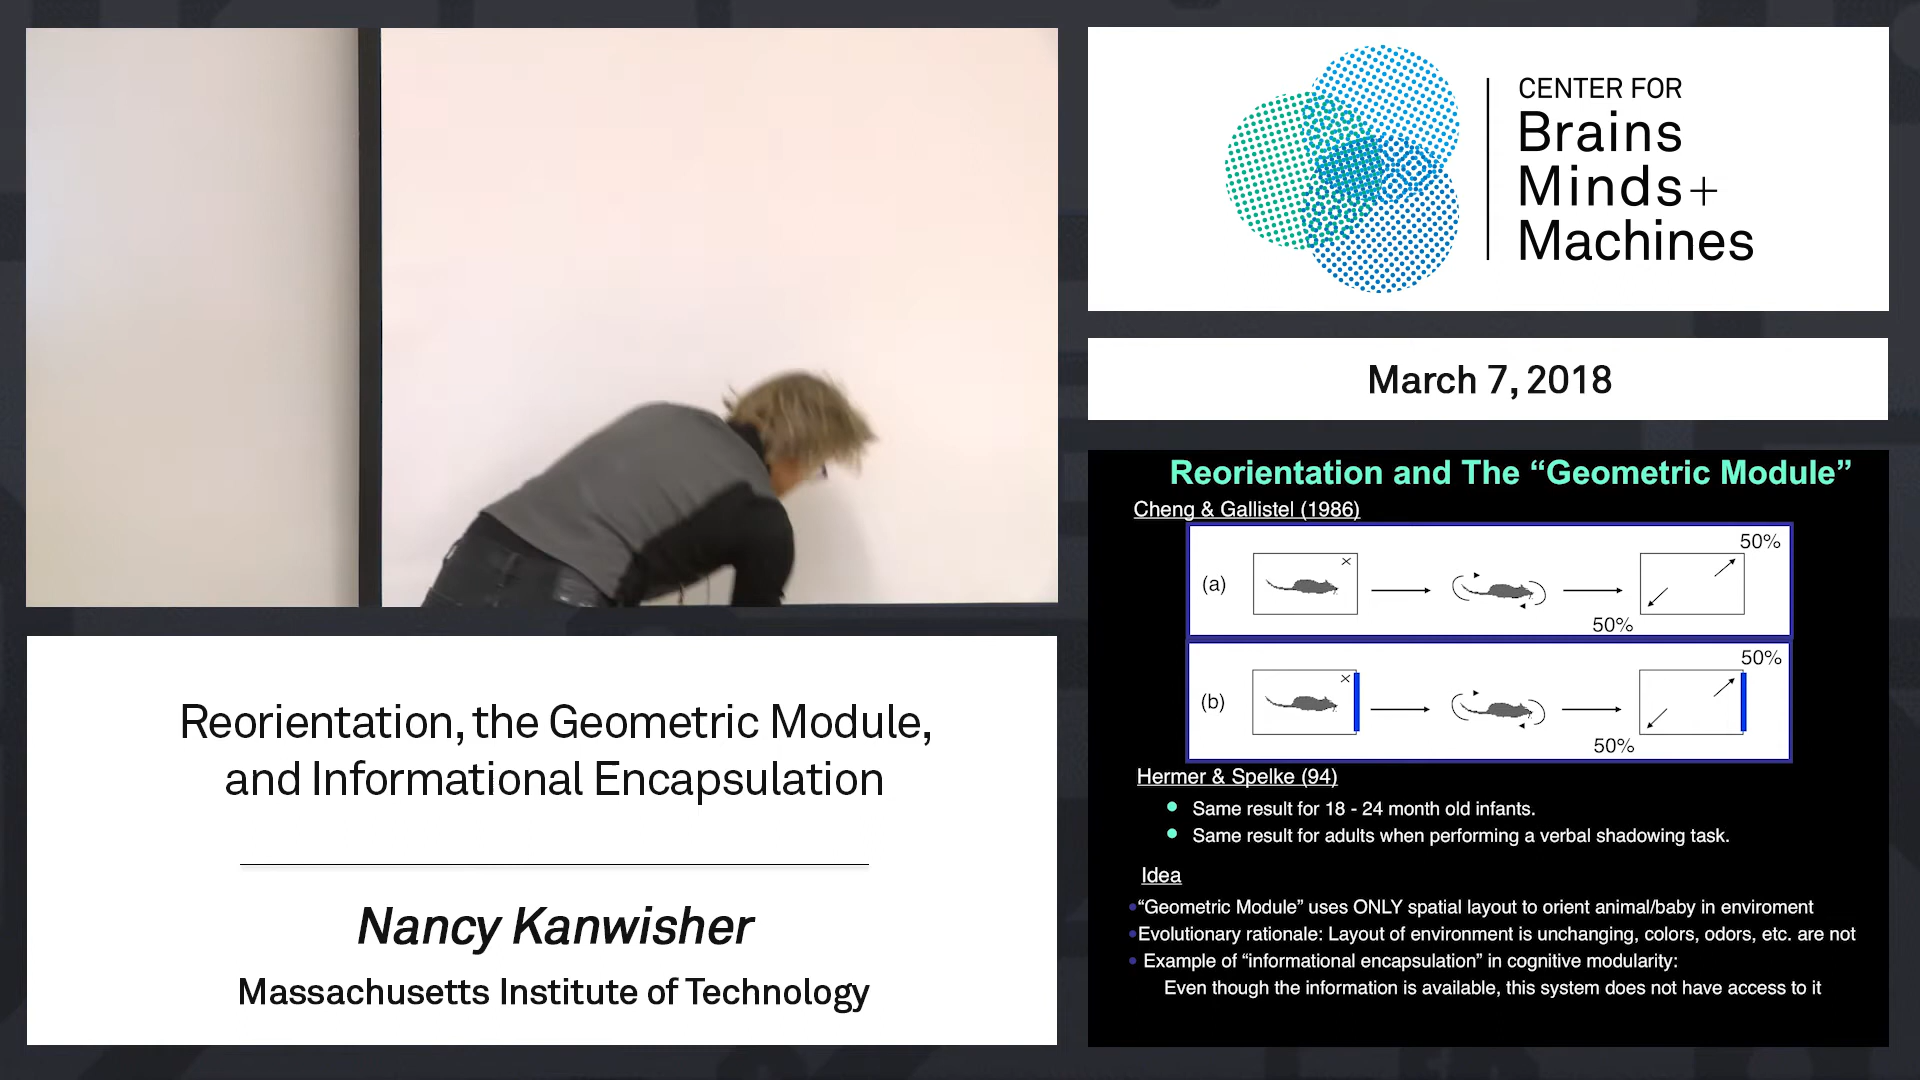 CENTER FOR
Brains
Minds+
Machines
March 7, 2018
Reorientation and The “Geometric Module”
Cheng & Gallistel (1986)
50%
(a)
×
50%
50%
(b)
×
50%
Hermer & Spelke (94)
Same result for 18 - 24 month old infants.
Same result for adults when performing a verbal shadowing task.
Idea
“Geometric Module” uses ONLY spatial layout to orient animal/baby in enviroment
Evolutionary rationale: Layout of environment is unchanging, colors, odors, etc. are not
Example of “informational encapsulation” in cognitive modularity:
Even though the information is available, this system does not have access to it
Reorientation, the Geometric Module,
and Informational Encapsulation
Nancy Kanwisher
Massachusetts Institute of Technology